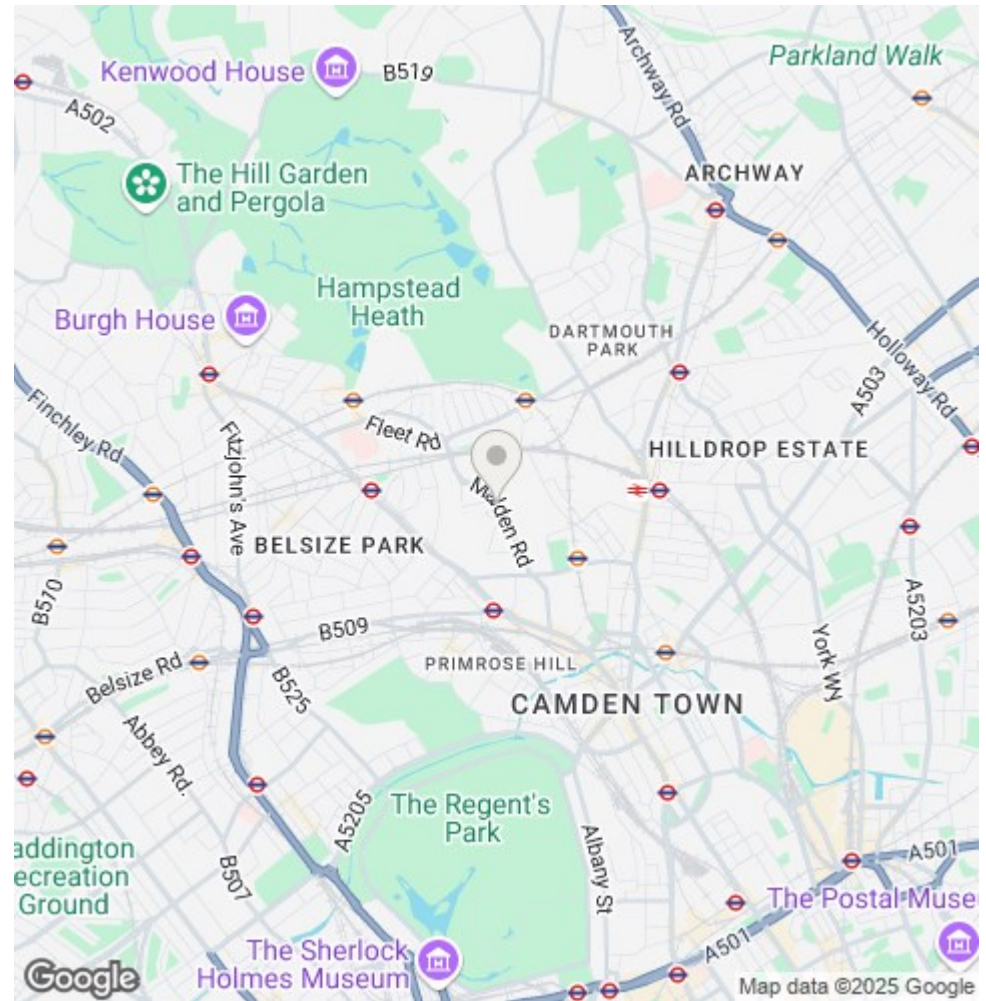 Kenwood House
B519
Archway Rd
Parkland Walk
A502
The Hill Garden
and Pergola
ARCHWAY
Hampstead
Heath
Burgh House
DARTMOUTH
PARK
Holloway Rd
A503
Finchley Rd
Fitzjohn's Ave
Fleet Rd
HILLDROP ESTATE
Malden Rd
BELSIZE PARK
B570
B509
A5203
York Wy
Belsize Rd
B525
PRIMROSE HILL
CAMDEN TOWN
Abbey Rd.
A5205
The Regent's
Park
Albany St
addington
ecreation
Ground
B507
A501
The Postal Muse
The Sherlock
Holmes Museum
A501
Google
Map data ©2025 Google